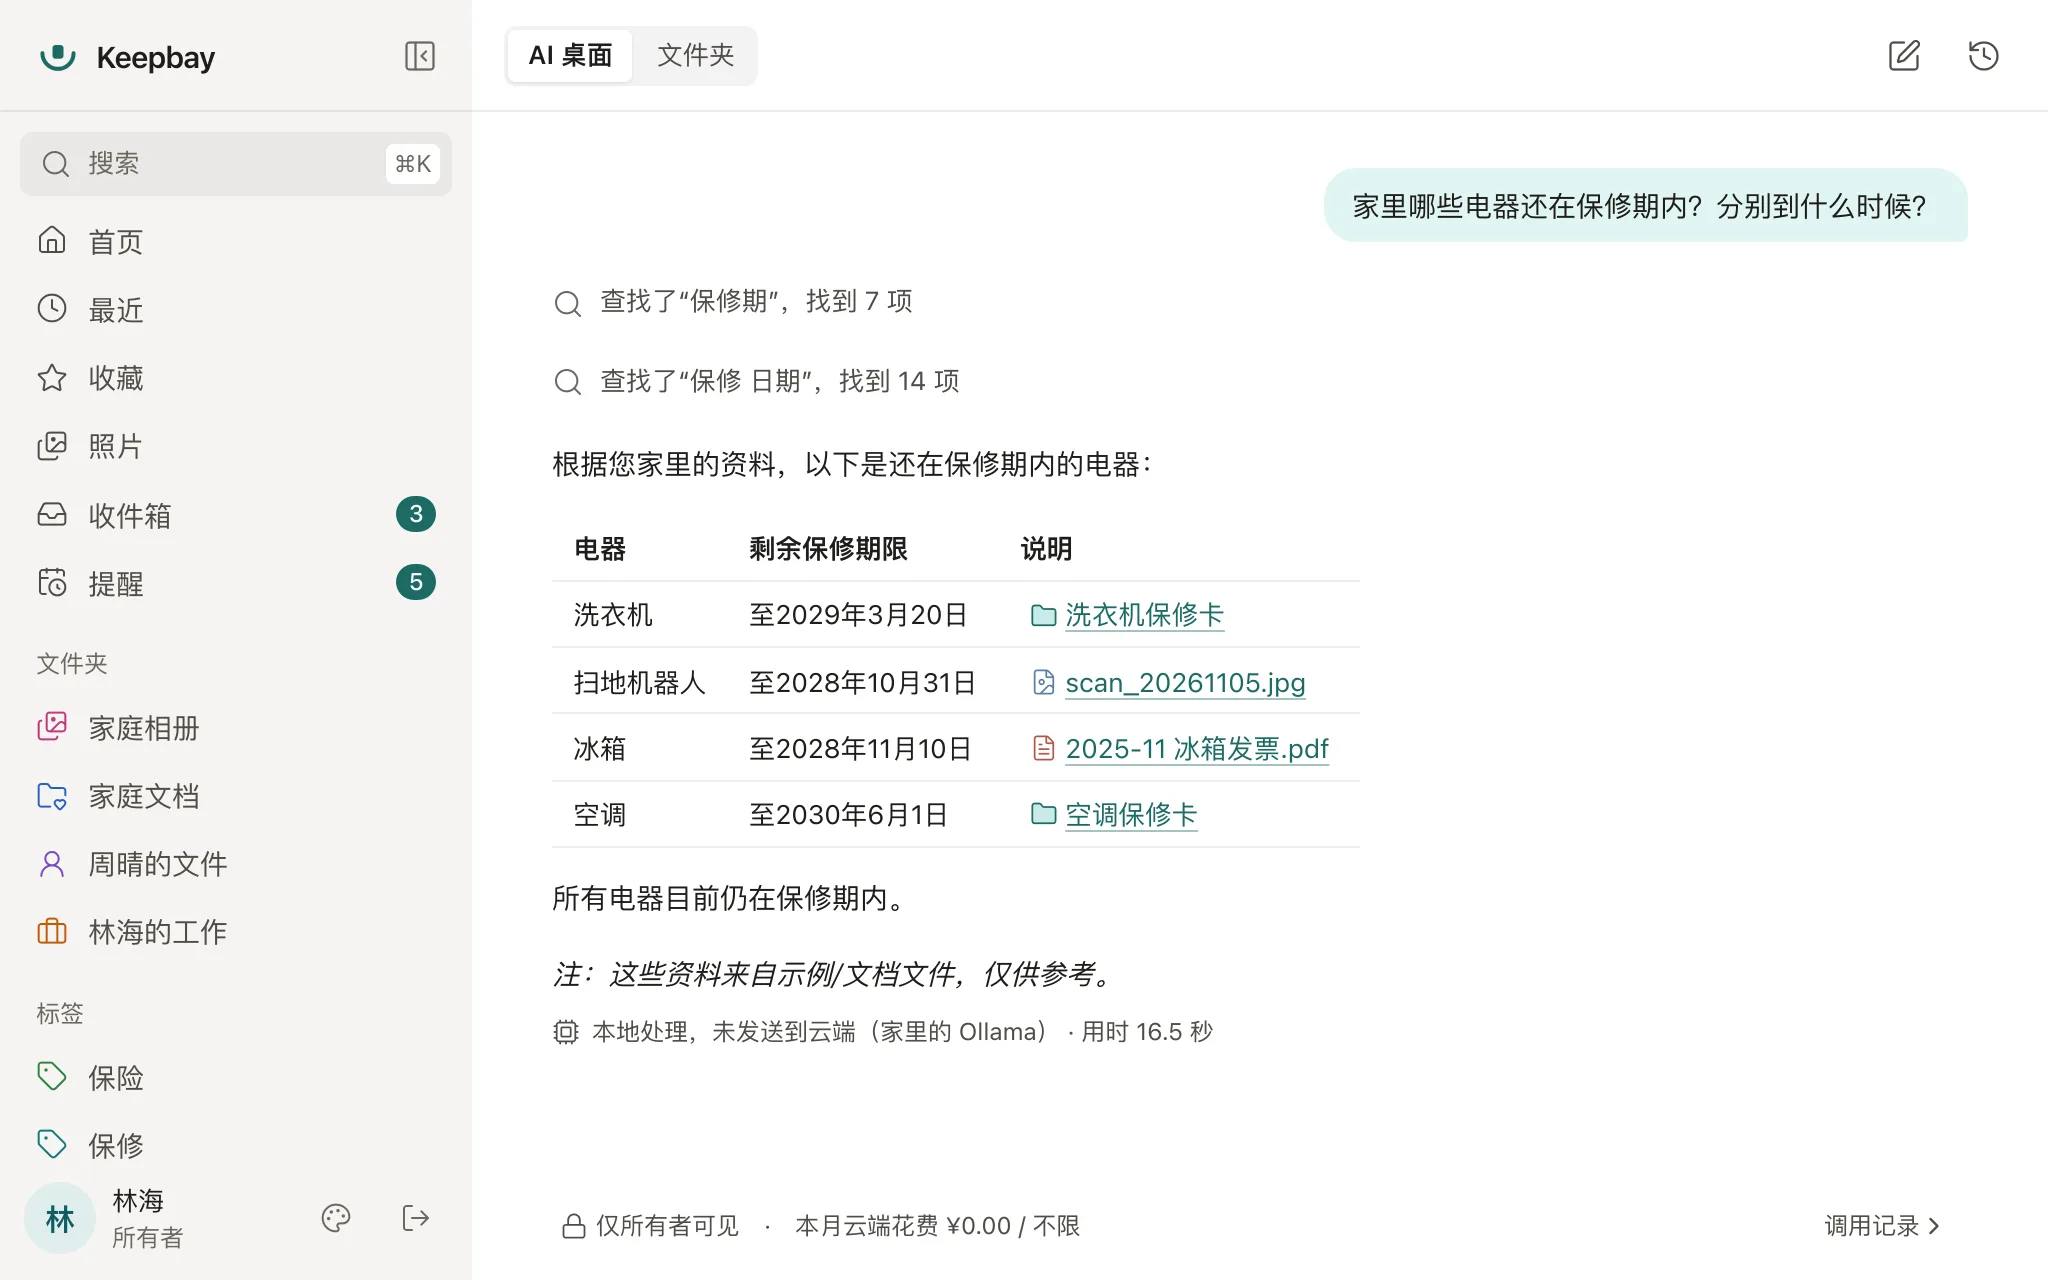 Keepbay
搜索
⌘K
首页
最近
收藏
照片
收件箱
3
提醒
5
文件夹
家庭相册
家庭文档
周晴的文件
林海的工作
标签
保险
保修
林
林海
所有者
AI 桌面
文件夹
家里哪些电器还在保修期内？分别到什么时候？
查找了“保修期”，找到 7 项
查找了“保修 日期”，找到 14 项
根据您家里的资料，以下是还在保修期内的电器：
电器 剩余保修期限 说明
洗衣机 至2029年3月20日 洗衣机保修卡
扫地机器人 至2028年10月31日 scan_20261105.jpg
冰箱 至2028年11月10日 2025-11 冰箱发票.pdf
空调 至2030年6月1日 空调保修卡
所有电器目前仍在保修期内。
注：这些资料来自示例/文档文件，仅供参考。
本地处理，未发送到云端（家里的 Ollama） · 用时 16.5 秒
仅所有者可见 · 本月云端花费 ¥0.00 / 不限
调用记录